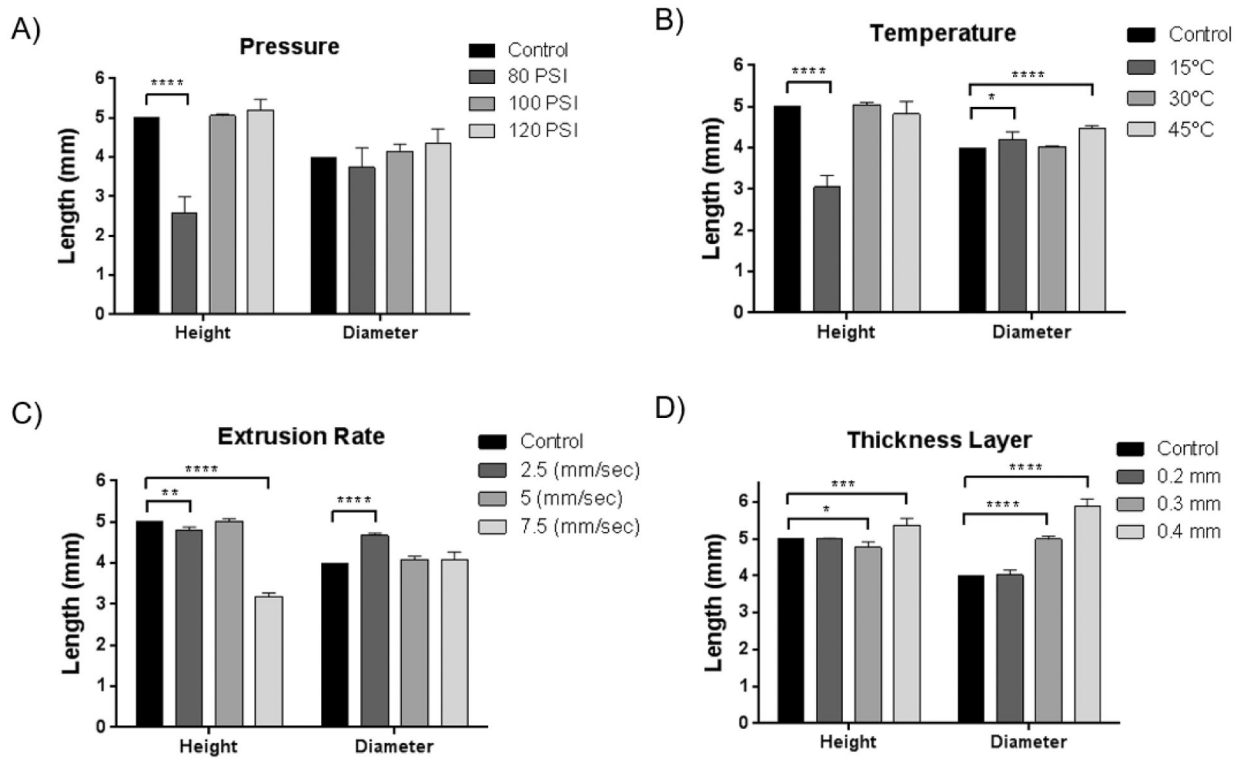 A)
Pressure
Control
80 PSI
100 PSI
120 PSI
Length (mm)
6
5
4
3
2
1
0
****
Height
Diameter
B)
Temperature
Control
15°C
30°C
45°C
Length (mm)
6
5
4
3
2
1
0
****
*
****
Height
Diameter
C)
Extrusion Rate
Control
2.5 (mm/sec)
5 (mm/sec)
7.5 (mm/sec)
Length (mm)
6
5
4
3
2
1
0
****
**
****
Height
Diameter
D)
Thickness Layer
Control
0.2 mm
0.3 mm
0.4 mm
Length (mm)
6
5
4
3
2
1
0
***
*
****
****
Height
Diameter